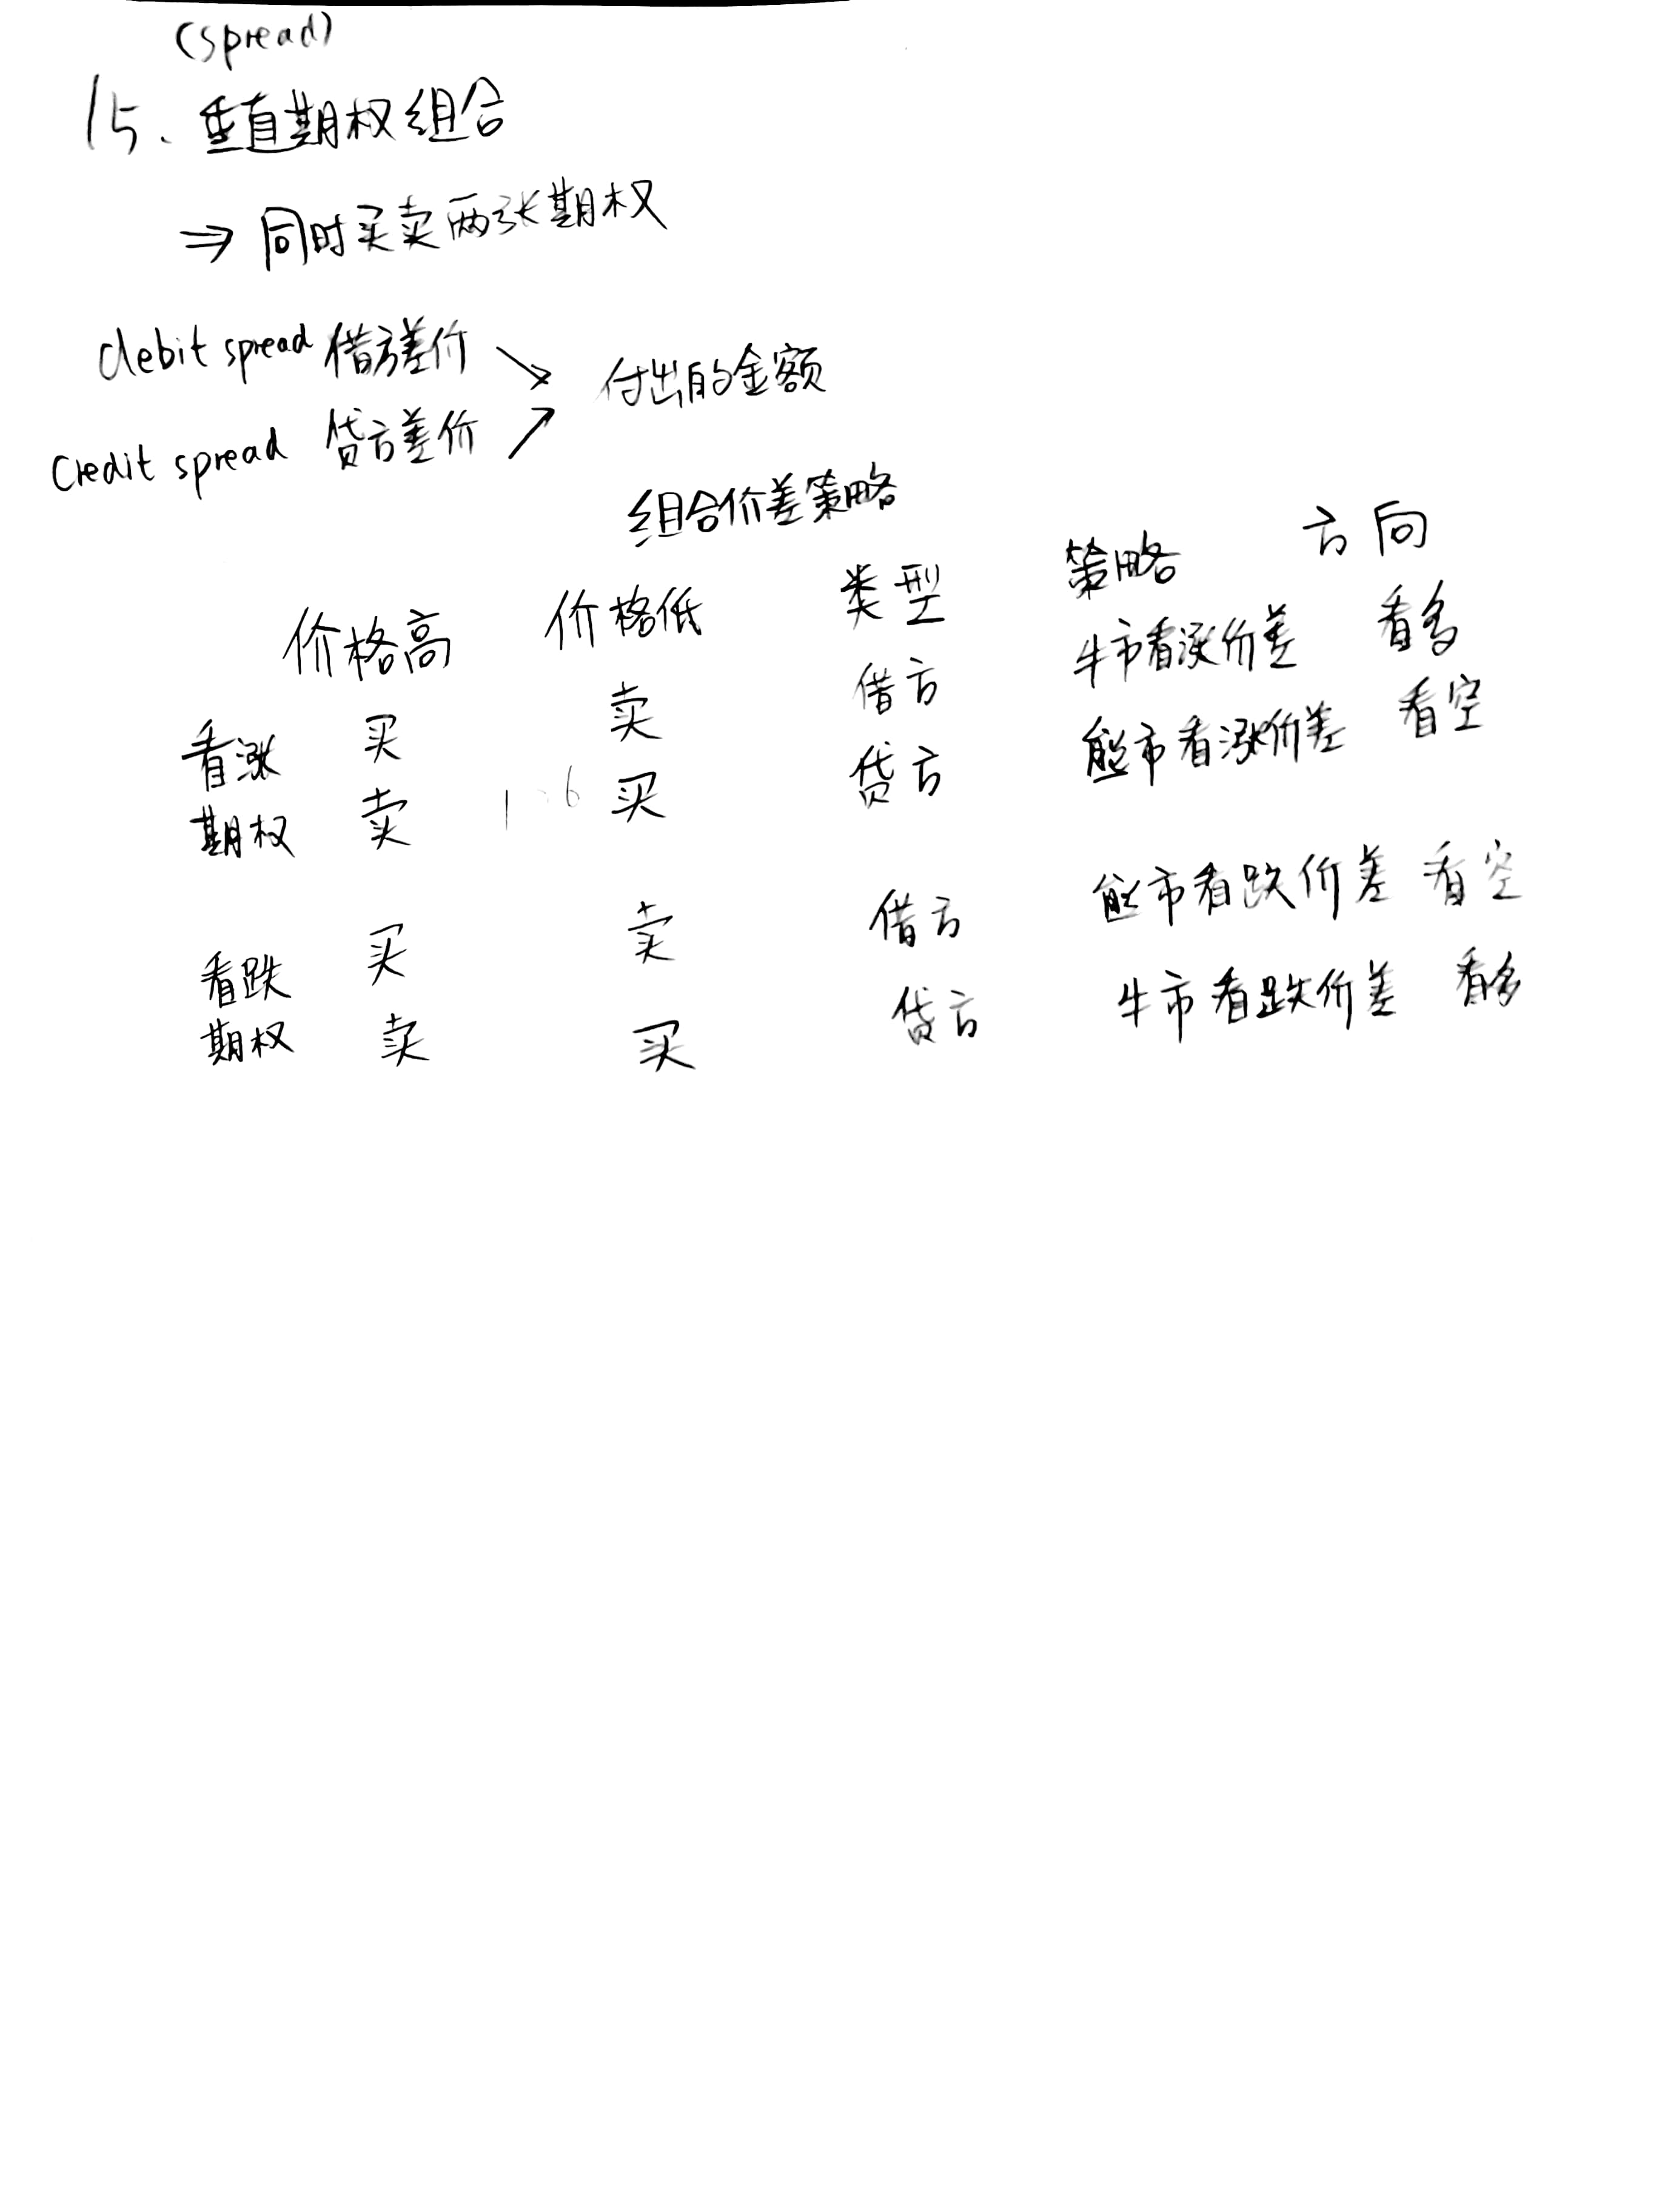 (spread)
15、垂直期权组合
⇒ 同时买卖两张期权
debit spread 借方差价 ↘ 付出的金额
credit spread 贷方差价 ↗
组合价差策略
价格高 价格低 类型 策略 方向
看涨 买 卖 借方 牛市看涨价差 看多
期权 卖 买 贷方 熊市看涨价差 看空
看跌 买 卖 借方 熊市看跌价差 看空
期权 卖 买 贷方 牛市看跌价差 看多